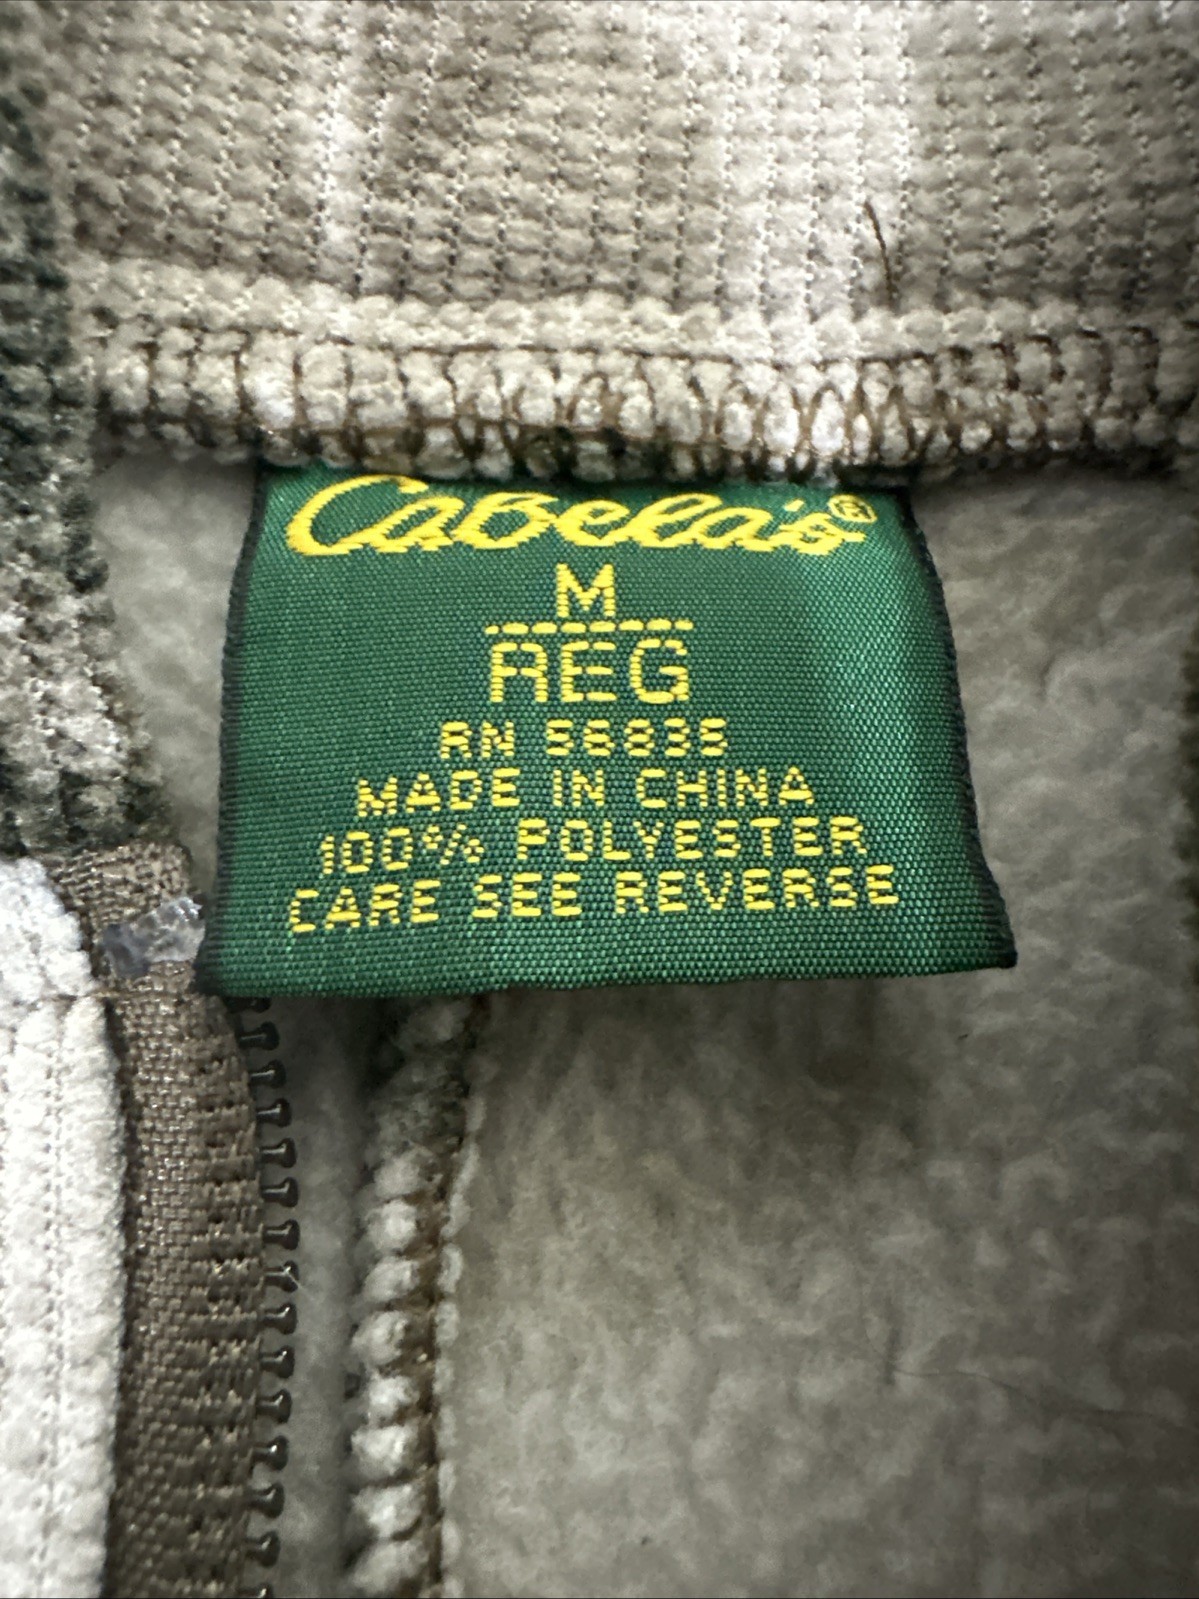 Cabela's®
M
REG
RN 56835
MADE IN CHINA
100% POLYESTER
CARE SEE REVERSE